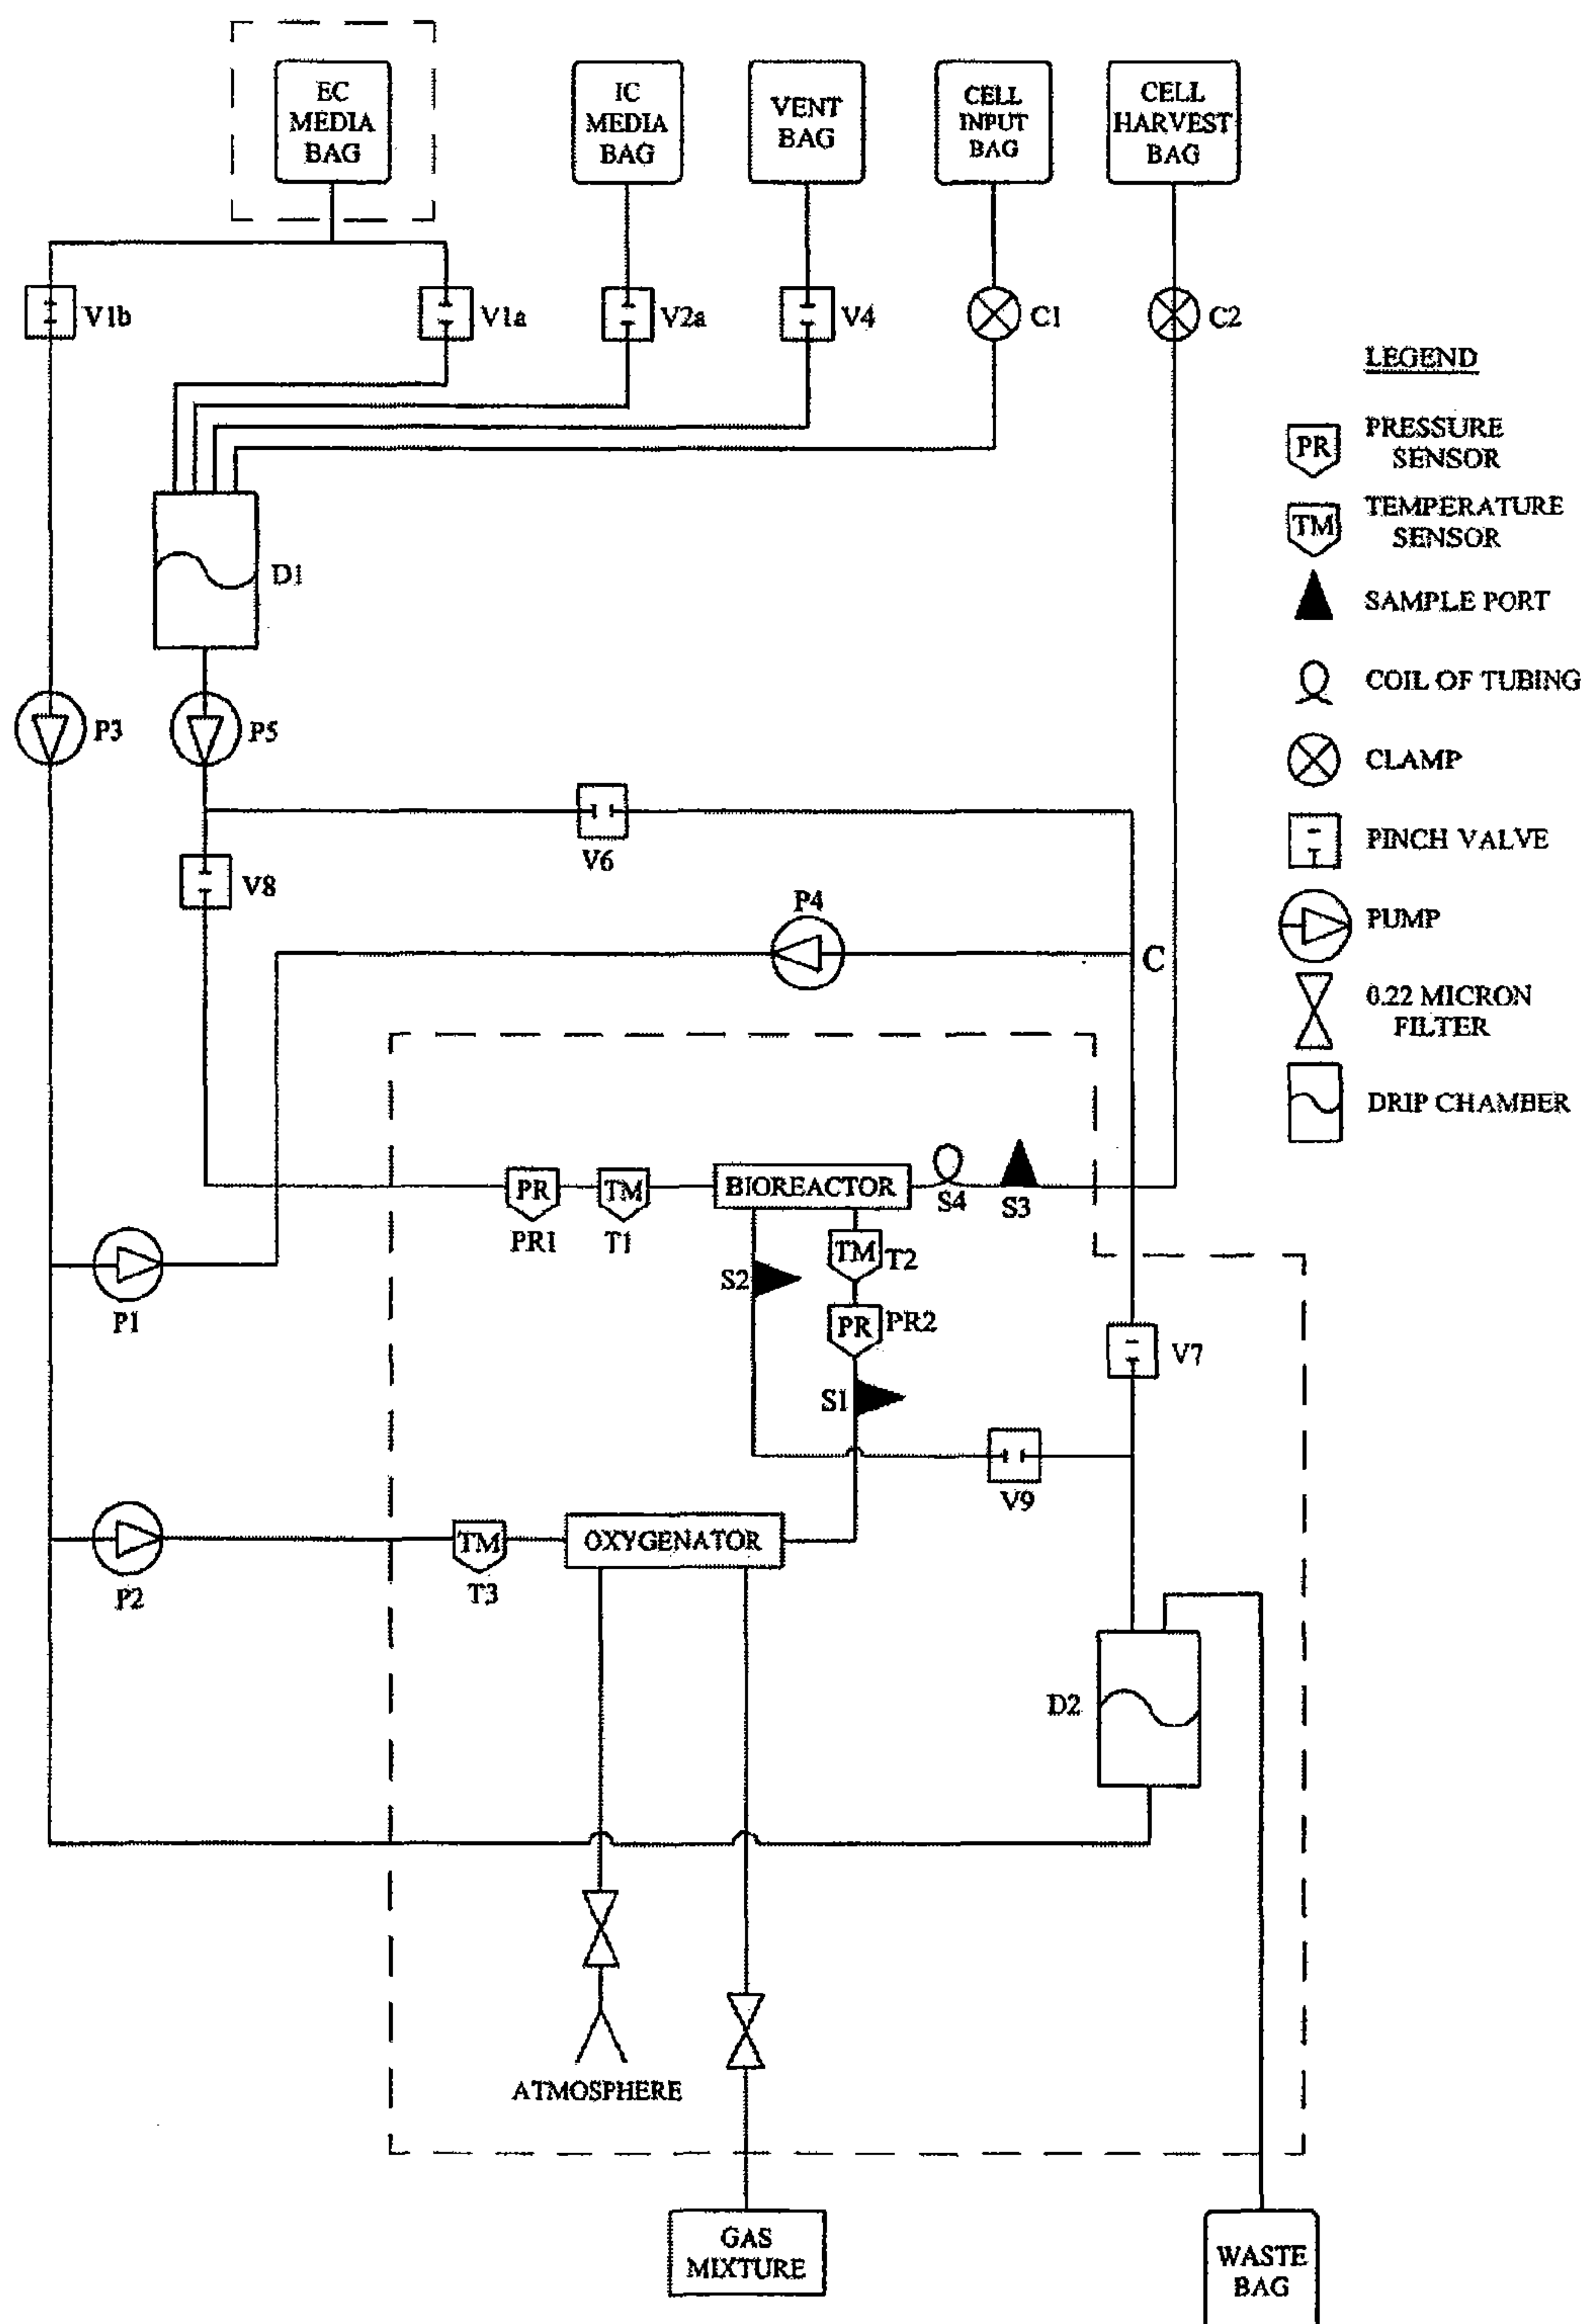 EC
MEDIA
BAG
IC
MEDIA
BAG
VENT
BAG
CELL
INPUT
BAG
CELL
HARVEST
BAG
V1b
V1a
V2a
V4
C1
C2
LEGEND
PR
PRESSURE
SENSOR
TM
TEMPERATURE
SENSOR
SAMPLE PORT
COIL OF TUBING
CLAMP
PINCH VALVE
PUMP
0.22 MICRON
FILTER
DRIP CHAMBER
D1
P3
P5
V6
V8
P4
C
PR
PR1
TM
T1
BIOREACTOR
S4
S3
TM
T2
S2
PR
PR2
P1
V7
S1
V9
P2
TM
T3
OXYGENATOR
D2
ATMOSPHERE
GAS
MIXTURE
WASTE
BAG